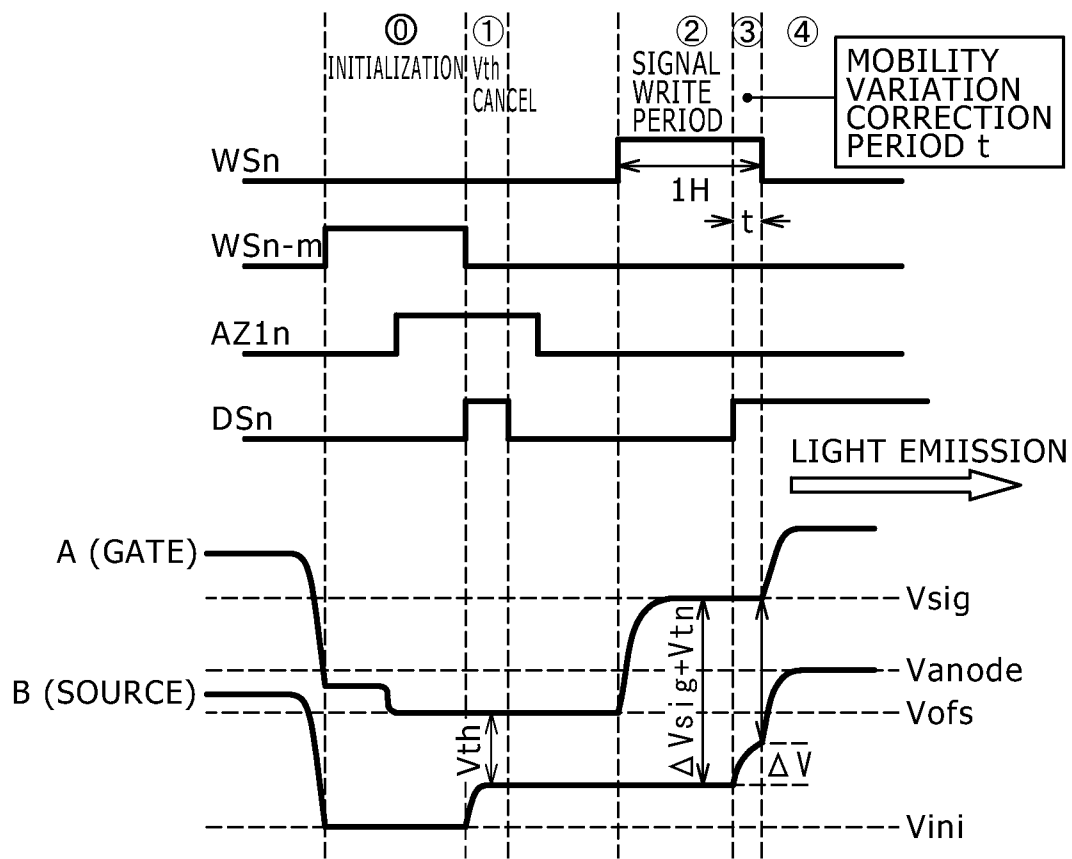 ⓪ ① ② ③ ④
INITIALIZATION
Vth
CANCEL
SIGNAL
WRITE
PERIOD
MOBILITY
VARIATION
CORRECTION
PERIOD t
WSn
1H
t
WSn-m
AZ1n
DSn
LIGHT EMIISSION
A (GATE)
Vsig
ΔVsig+Vtn
Vanode
B (SOURCE)
Vofs
Vth
ΔV
Vini